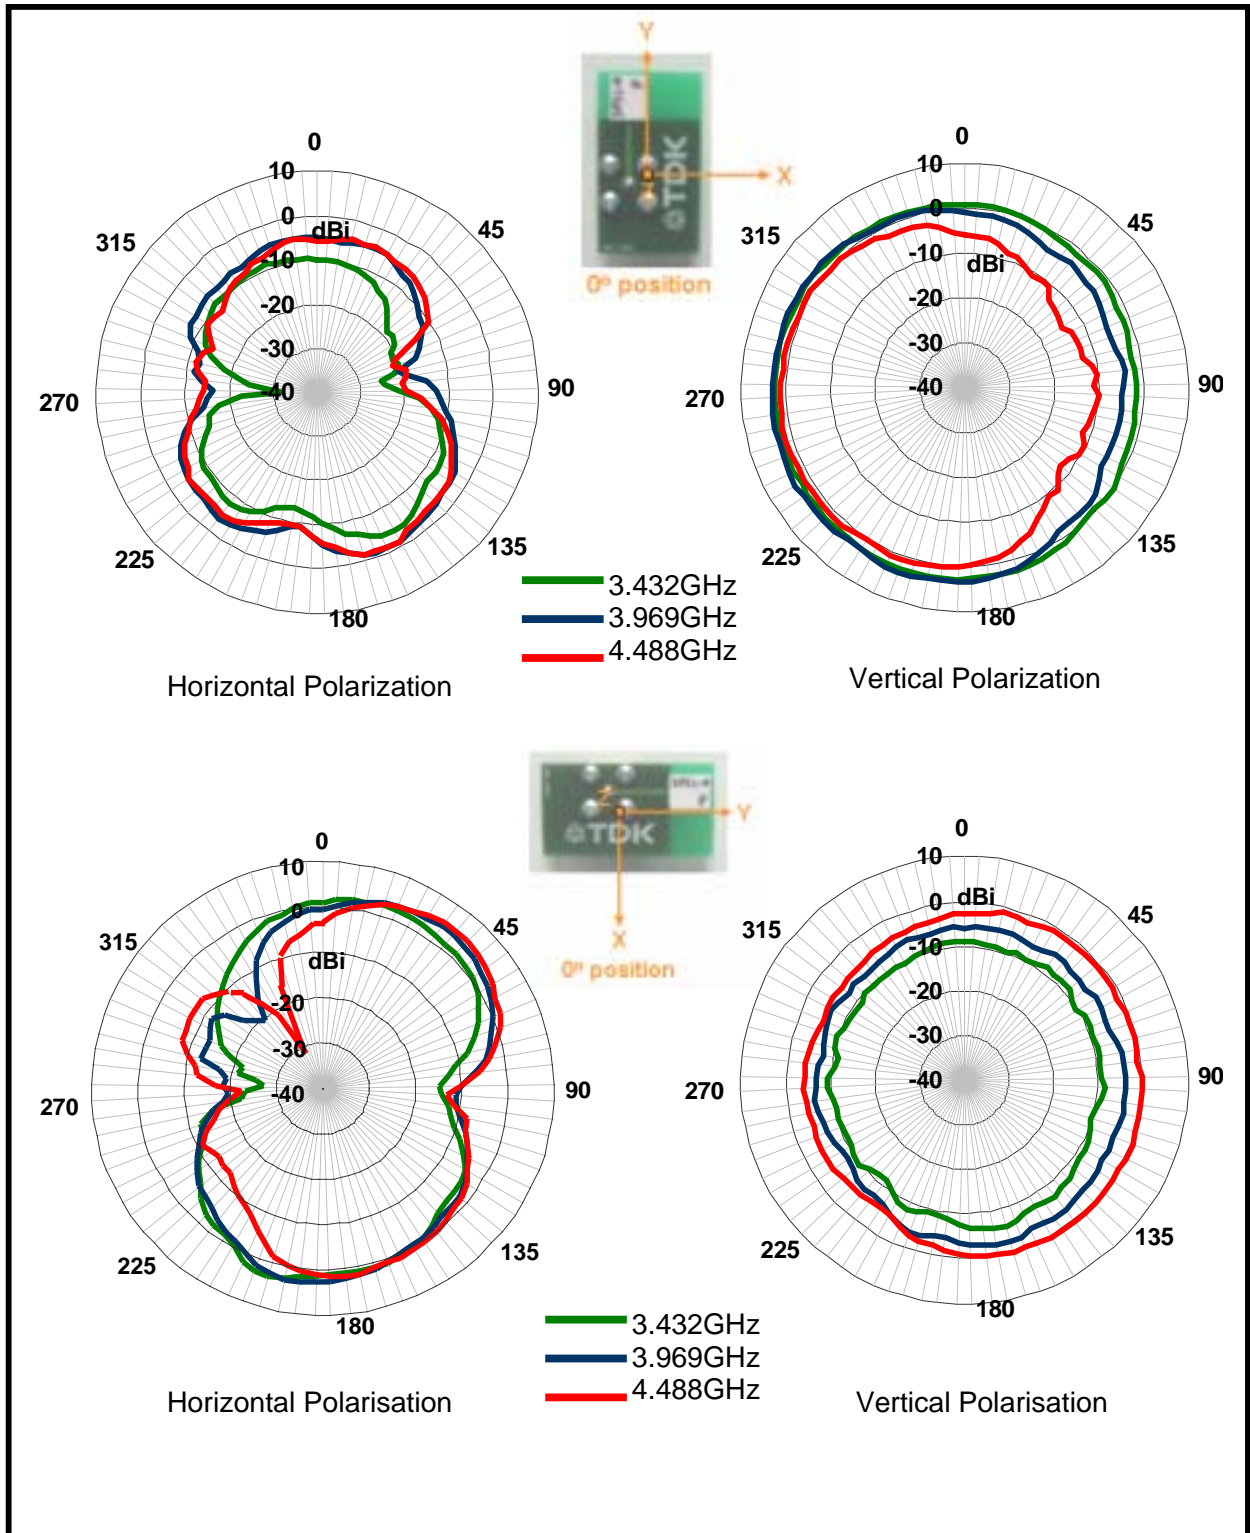 Y
TDK
X
0º position
0
10
0
dBi
-10
-20
-30
-40
45
90
135
180
225
270
315
0
10
0
-10
dBi
-20
-30
-40
45
90
135
180
225
270
315
3.432GHz
3.969GHz
4.488GHz
Horizontal Polarization
Vertical Polarization
Z
Y
TDK
X
0º position
0
10
0
dBi
-20
-30
-40
45
90
135
180
225
270
315
0
10
0
dBi
-10
-20
-30
-40
45
90
135
180
225
270
315
3.432GHz
3.969GHz
4.488GHz
Horizontal Polarisation
Vertical Polarisation